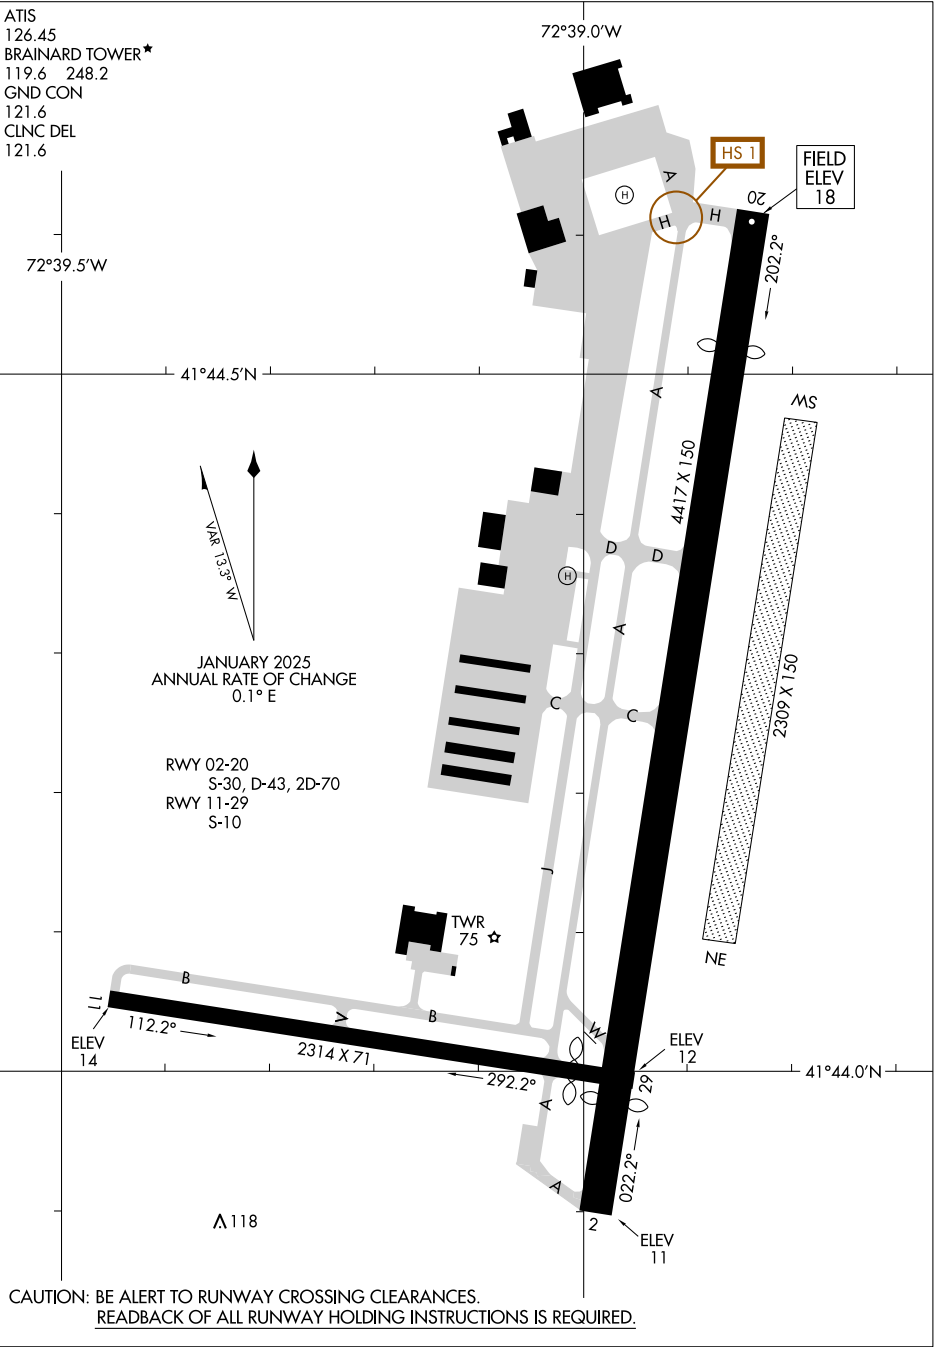 ATIS
126.45
BRAINARD TOWER★
119.6 248.2
GND CON
121.6
CLNC DEL
121.6
72°39.0'W
HS 1
FIELD
ELEV
18
A
H
H
H
20
202.2°
72°39.5'W
41°44.5'N
A
SW
4417 X 150
VAR 13.3° W
D
D
H
A
JANUARY 2025
ANNUAL RATE OF CHANGE
0.1° E
2309 X 150
C
C
RWY 02-20
S-30, D-43, 2D-70
RWY 11-29
S-10
J
TWR
75
NE
B
11
112.2°
V
B
W
ELEV
14
2314 X 71
292.2°
ELEV
12
29
41°44.0'N
A
022.2°
A
118
2
ELEV
11
CAUTION: BE ALERT TO RUNWAY CROSSING CLEARANCES.
READBACK OF ALL RUNWAY HOLDING INSTRUCTIONS IS REQUIRED.